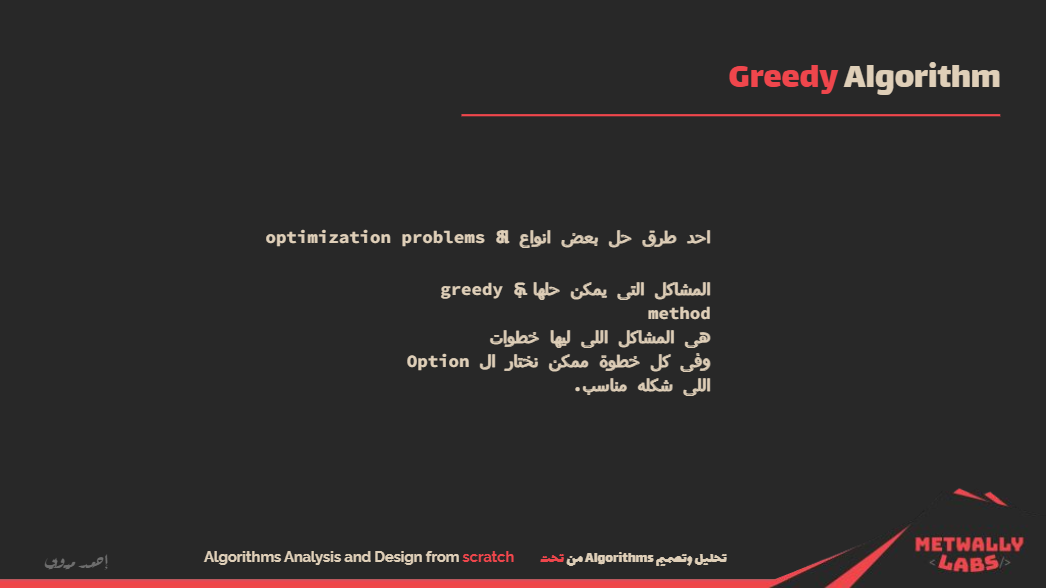 Greedy Algorithm
احد طرق حل بعض انواع ال optimization problems
المشاكل التى يمكن حلها ب greedy
method
هى المشاكل اللى ليها خطوات
وفى كل خطوة ممكن نختار ال Option
اللى شكله مناسب.
METWALLY
<LABS/>
Algorithms Analysis and Design from scratch
تحليل وتصميم Algorithms من تحت